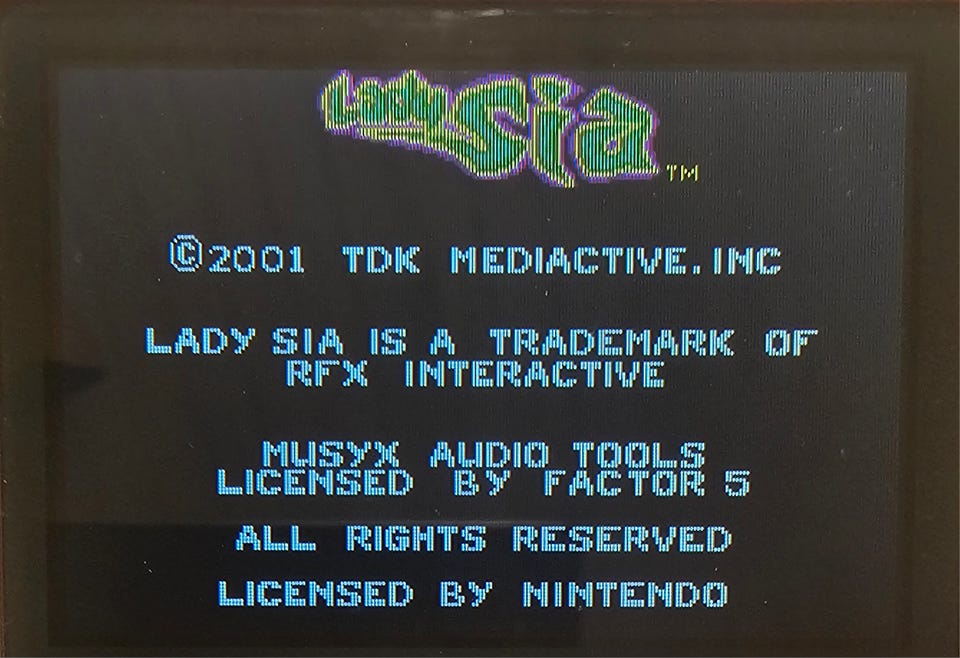 Lady Sia TM
©2001 TDK MEDIACTIVE.INC
LADY SIA IS A TRADEMARK OF
RFX INTERACTIVE
MUSYX AUDIO TOOLS
LICENSED BY FACTOR 5
ALL RIGHTS RESERVED
LICENSED BY NINTENDO